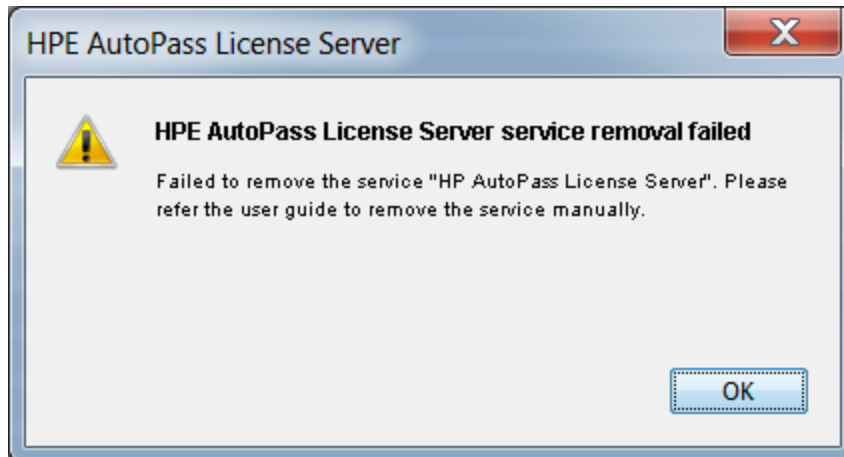 HPE AutoPass License Server
HPE AutoPass License Server service removal failed
Failed to remove the service "HP AutoPass License Server". Please
refer the user guide to remove the service manually.
OK